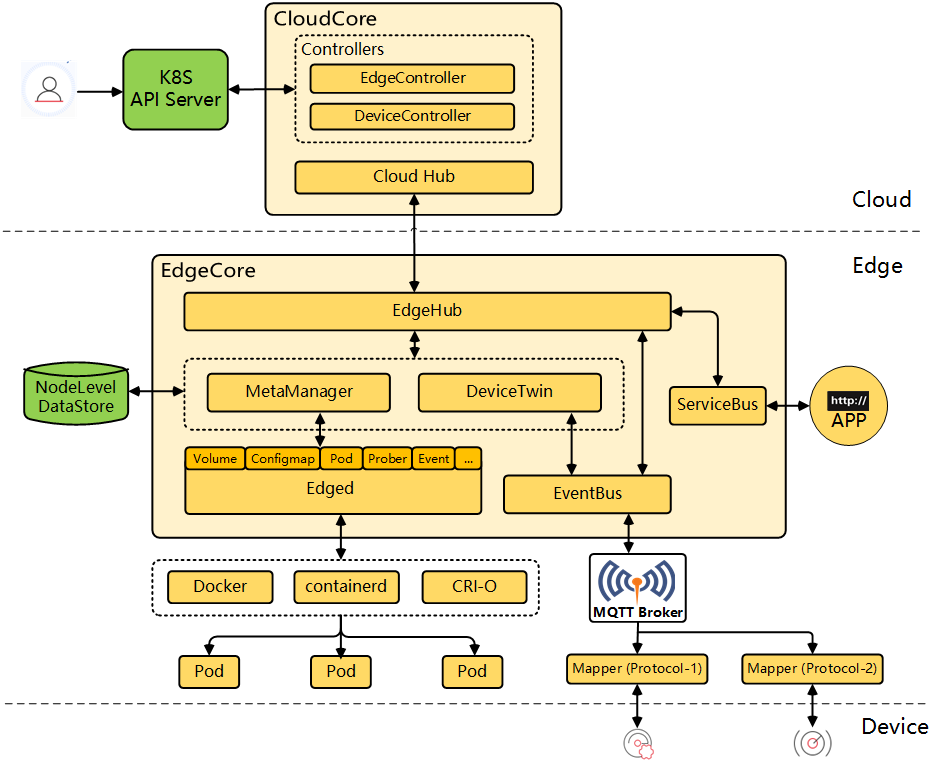 CloudCore
Controllers
EdgeController
DeviceController
K8S
API Server
Cloud Hub
Cloud
Edge
EdgeCore
EdgeHub
NodeLevel
DataStore
MetaManager
DeviceTwin
ServiceBus
http://
APP
Volume
Configmap
Pod
Prober
Event
...
Edged
EventBus
Docker
containerd
CRI-O
MQTT Broker
Pod
Pod
Pod
Mapper (Protocol-1)
Mapper (Protocol-2)
Device